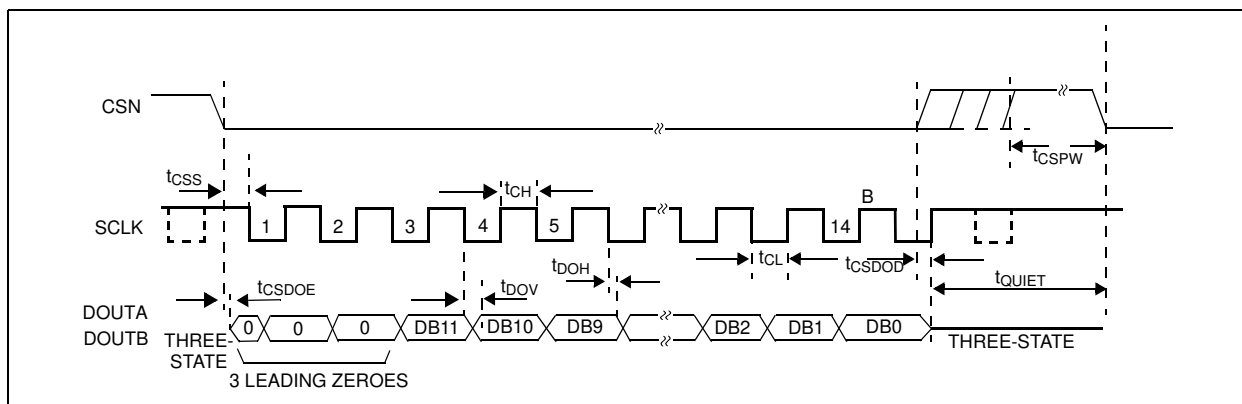 CSN
tCSPW
tCSS
tCH
B
SCLK
1 2 3 4 5 14
tCL
tCSDOD
tDOH
tCSDOE
tDOV
tQUIET
DOUTA
DOUTB
0 0 0 DB11 DB10 DB9 DB2 DB1 DB0
THREE-
STATE
THREE-STATE
3 LEADING ZEROES